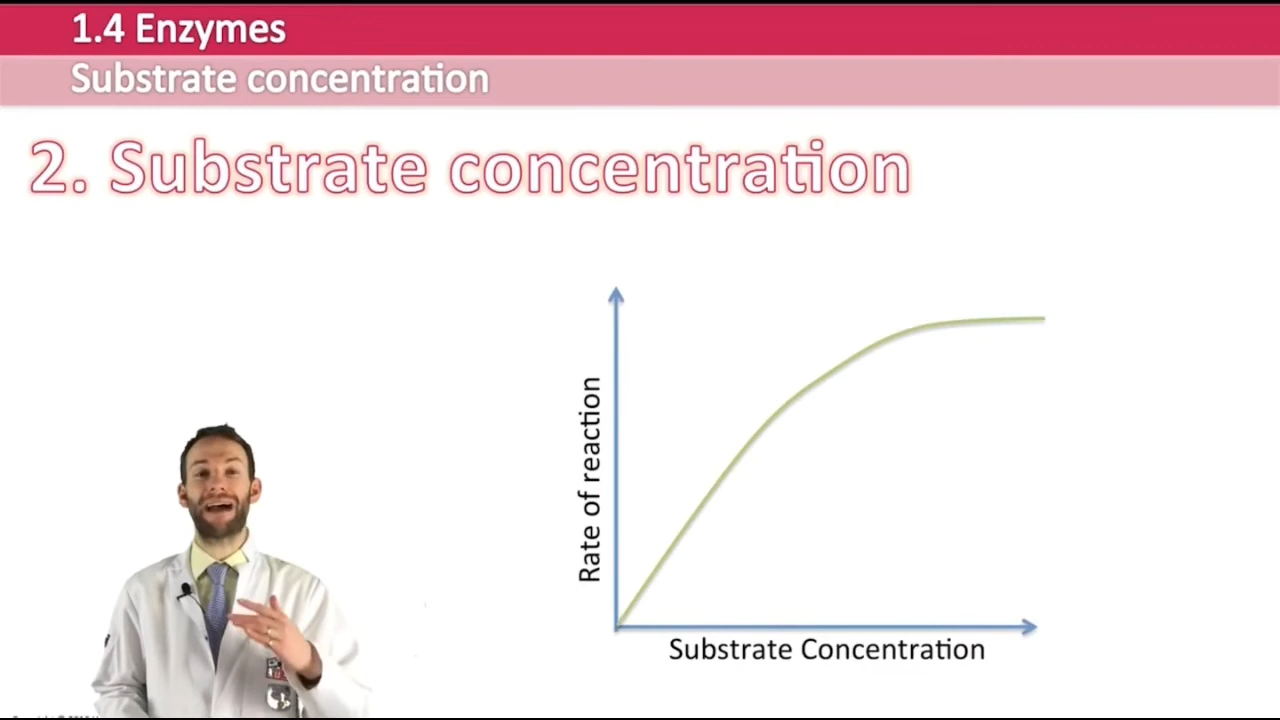 1.4 Enzymes
Substrate concentration
2. Substrate concentration
Rate of reaction
Substrate Concentration